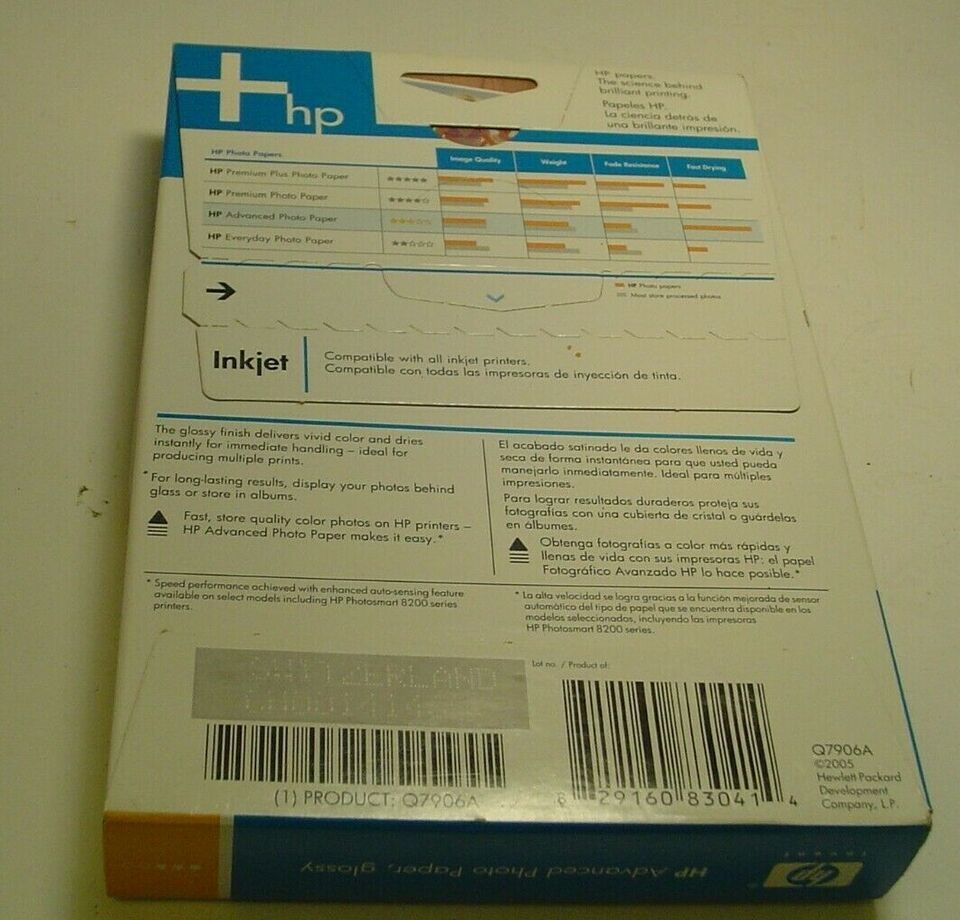 hp
HP papers.
The science behind
brilliant printing.
Papeles HP.
La ciencia detrás de
una brillante impresión.
HP Photo Papers
Image Quality
Weight
Fade Resistance
Fast Drying
HP Premium Plus Photo Paper ★★★★★
HP Premium Photo Paper ★★★★☆
HP Advanced Photo Paper ★★★☆☆
HP Everyday Photo Paper ★★☆☆☆
HP Photo papers
Most store processed photos
Inkjet
Compatible with all inkjet printers.
Compatible con todas las impresoras de inyección de tinta.
The glossy finish delivers vivid color and dries
instantly for immediate handling – ideal for
producing multiple prints.
*For long-lasting results, display your photos behind
glass or store in albums.
Fast, store quality color photos on HP printers –
HP Advanced Photo Paper makes it easy.*
* Speed performance achieved with enhanced auto-sensing feature
available on select models including HP Photosmart 8200 series
printers.
El acabado satinado le da colores llenos de vida y
seca de forma instantánea para que usted pueda
manejarlo inmediatamente. Ideal para múltiples
impresiones.
Para lograr resultados duraderos proteja sus
fotografías con una cubierta de cristal o guárdelas
en álbumes.
Obtenga fotografías a color más rápidas y
llenas de vida con sus impresoras HP: el papel
Fotográfico Avanzado HP lo hace posible.*
* La alta velocidad se logra gracias a la función mejorada de sensor
automático del tipo de papel que se encuentra disponible en los
modelos seleccionados, incluyendo las impresoras
HP Photosmart 8200 series.
Lot no. / Product of:
SWITZERLAND
(1) PRODUCT: Q7906A
8 29160 83041 4
Q7906A
©2005
Hewlett Packard
Development
Company, L.P.
HP Advanced Photo Paper, glossy
hp
invent